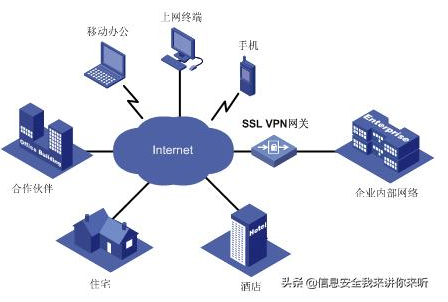 上网终端
移动办公
手机
SSL VPN网关
Enterprise
Office Building
Internet
合作伙伴
企业内部网络
Hotel
住宅
酒店
头条 @信息安全我来讲你来听